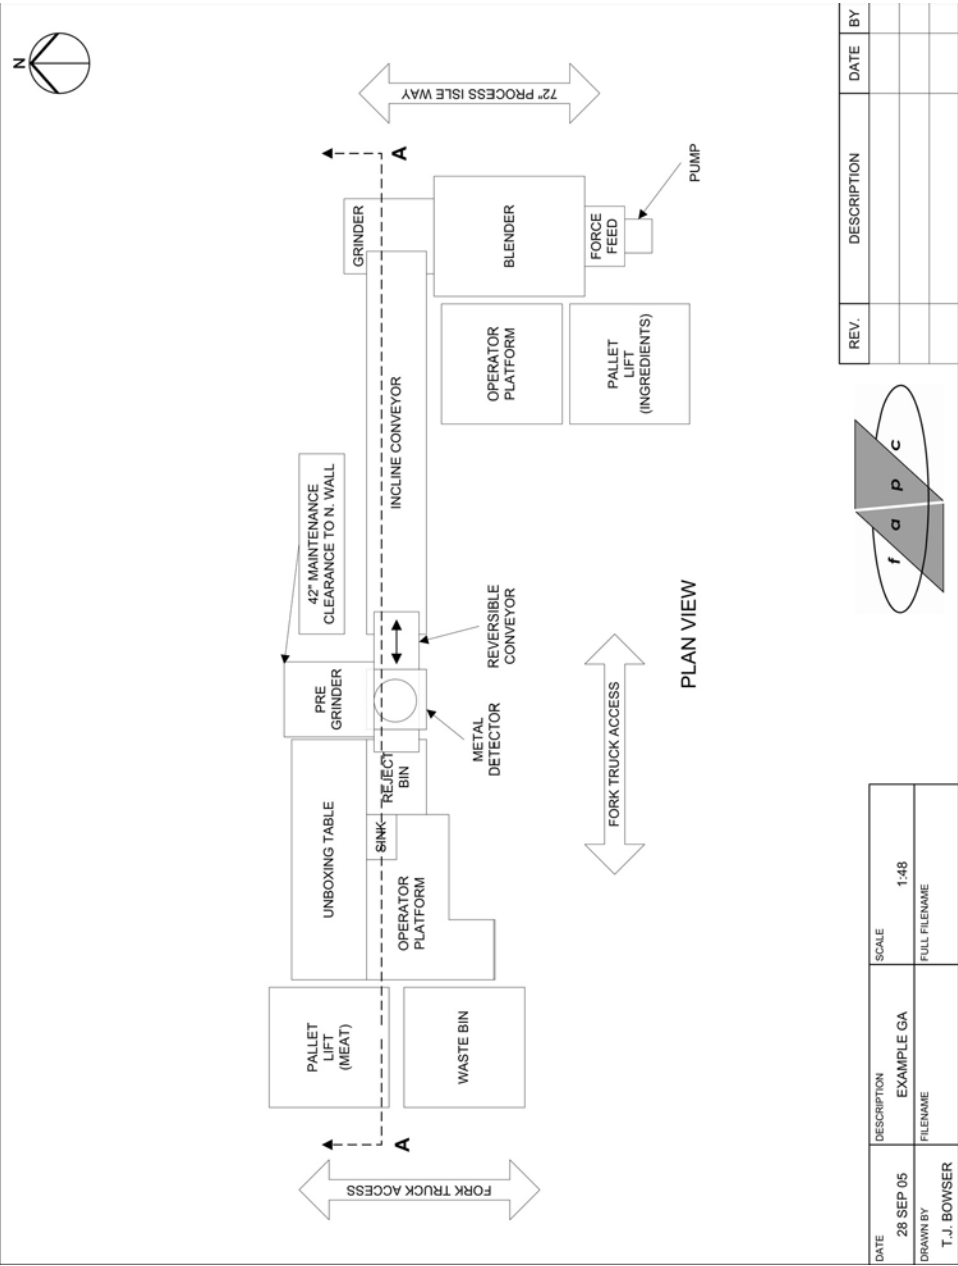 N
72" PROCESS ISLE WAY
A
GRINDER
BLENDER
FORCE
FEED
PUMP
OPERATOR
PLATFORM
PALLET
LIFT
(INGREDIENTS)
INCLINE CONVEYOR
42" MAINTENANCE
CLEARANCE TO N. WALL
REVERSIBLE
CONVEYOR
PRE
GRINDER
METAL
DETECTOR
REJECT
BIN
SINK
UNBOXING TABLE
OPERATOR
PLATFORM
PALLET
LIFT
(MEAT)
WASTE BIN
A
FORK TRUCK ACCESS
FORK TRUCK ACCESS
PLAN VIEW
DATE
28 SEP 05
DESCRIPTION
EXAMPLE GA
SCALE
1:48
DRAWN BY
T.J. BOWSER
FILENAME
FULL FILENAME
f a p c
REV.
DESCRIPTION
DATE
BY